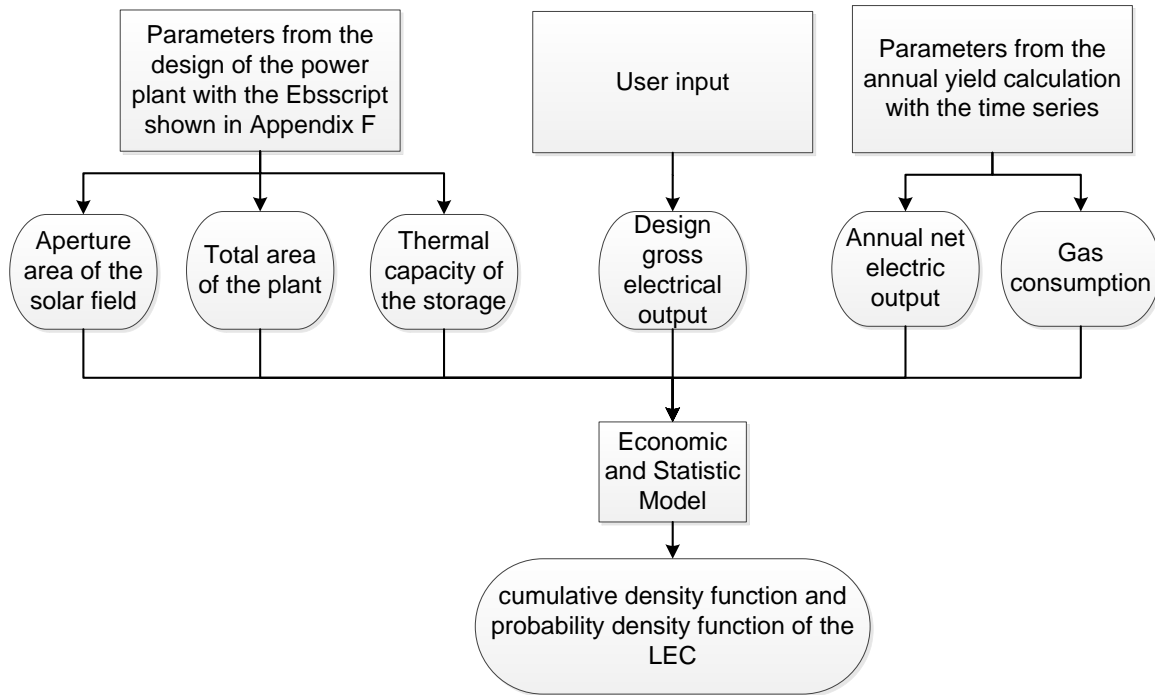 Parameters from the
design of the power
plant with the Ebsscript
shown in Appendix F
User input
Parameters from the
annual yield calculation
with the time series
Aperture
area of the
solar field
Total area
of the plant
Thermal
capacity of
the storage
Design
gross
electrical
output
Annual net
electric
output
Gas
consumption
Economic
and Statistic
Model
cumulative density function and
probability density function of the
LEC